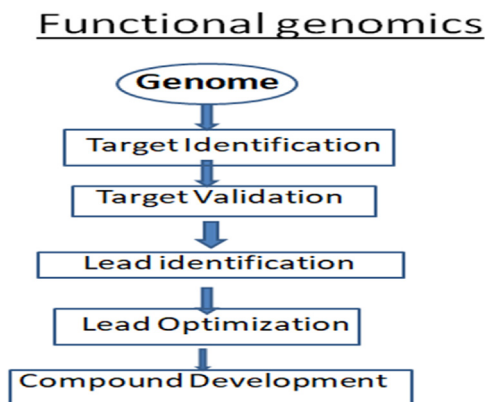 Functional genomics
Genome
Target Identification
Target Validation
Lead identification
Lead Optimization
Compound Development